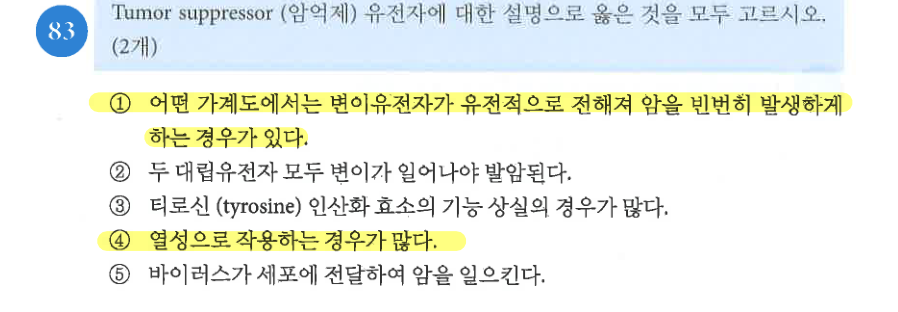 83
Tumor suppressor (암억제) 유전자에 대한 설명으로 옳은 것을 모두 고르시오.
(2개)
① 어떤 가계도에서는 변이유전자가 유전적으로 전해져 암을 빈번히 발생하게
하는 경우가 있다.
② 두 대립유전자 모두 변이가 일어나야 발암된다.
③ 티로신 (tyrosine) 인산화 효소의 기능 상실의 경우가 많다.
④ 열성으로 작용하는 경우가 많다.
⑤ 바이러스가 세포에 전달하여 암을 일으킨다.